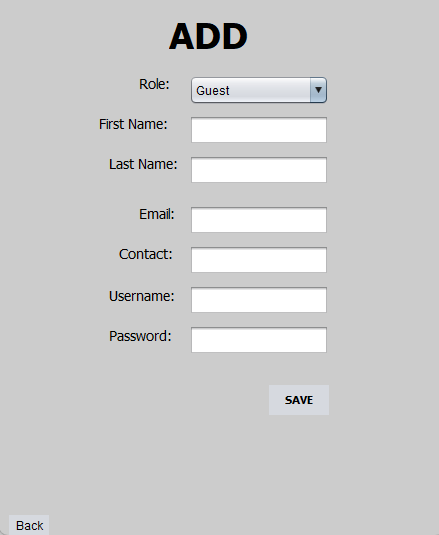 ADD
Role: Guest
First Name:
Last Name:
Email:
Contact:
Username:
Password:
SAVE
Back